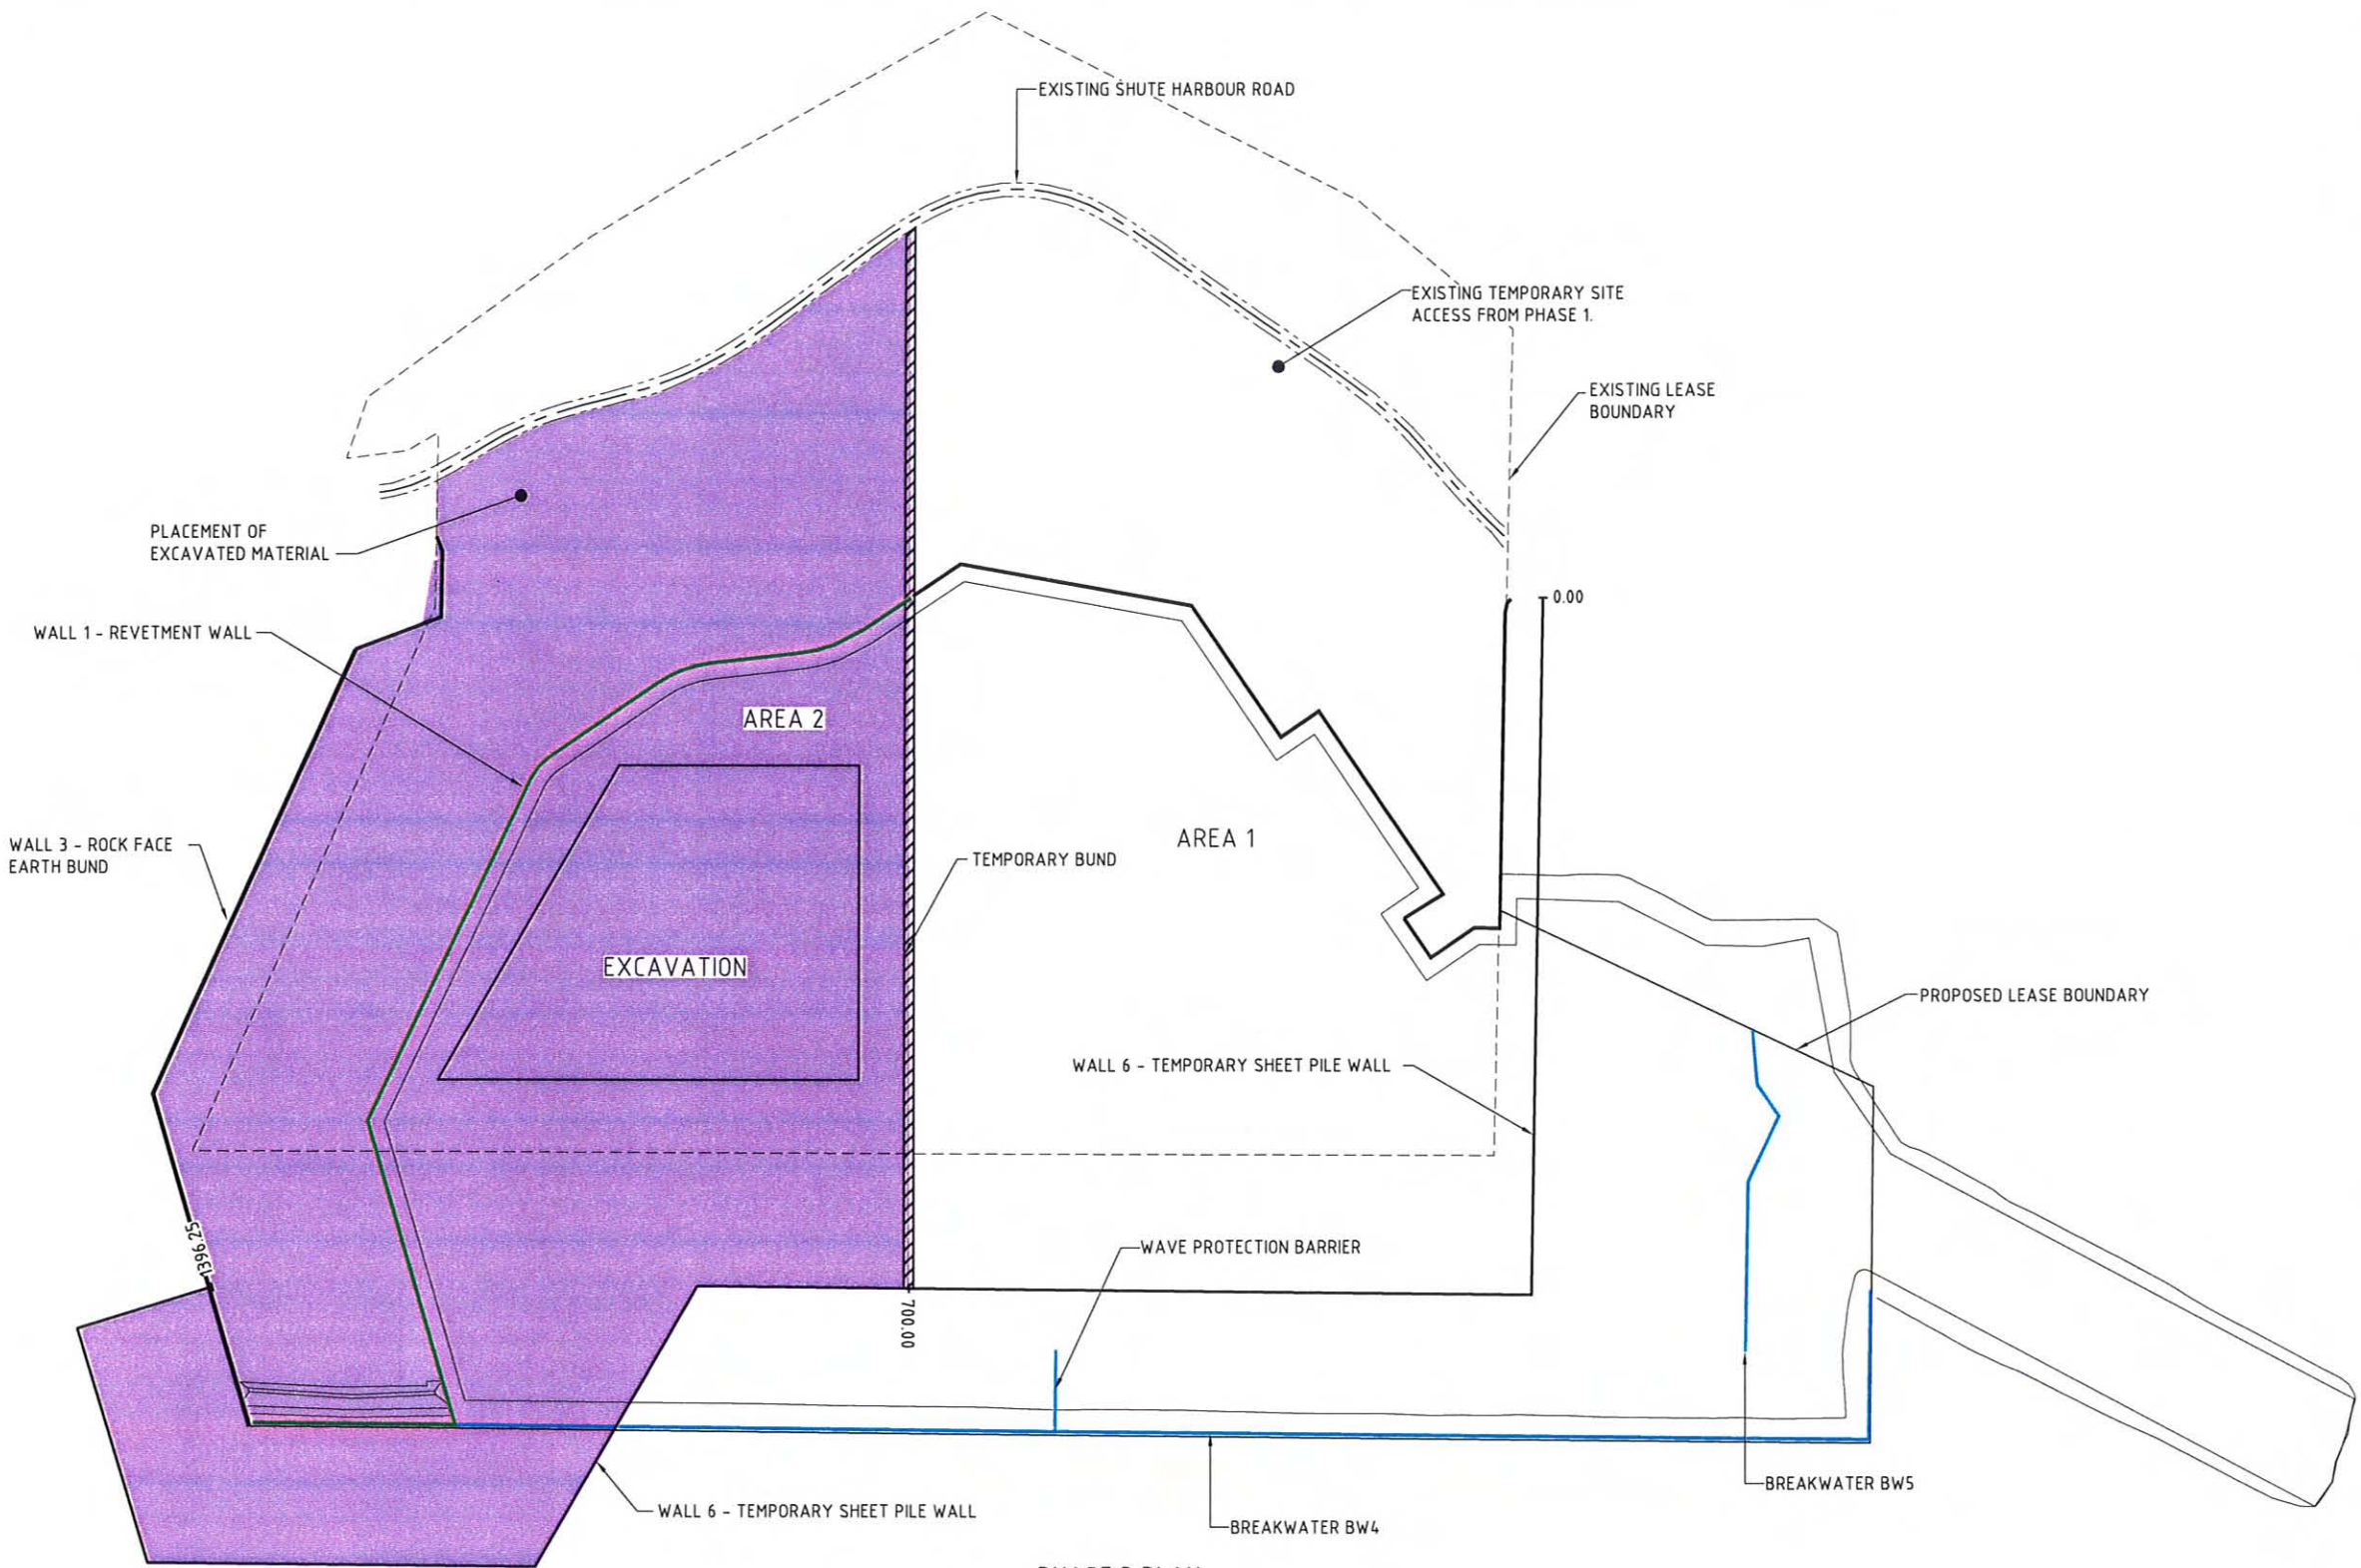 EXISTING SHUTE HARBOUR ROAD
EXISTING TEMPORARY SITE
ACCESS FROM PHASE 1.
EXISTING LEASE
BOUNDARY
PLACEMENT OF
EXCAVATED MATERIAL
0.00
WALL 1 - REVETMENT WALL
AREA 2
AREA 1
WALL 3 - ROCK FACE
EARTH BUND
TEMPORARY BUND
EXCAVATION
PROPOSED LEASE BOUNDARY
WALL 6 - TEMPORARY SHEET PILE WALL
1396.25
WAVE PROTECTION BARRIER
700.00
BREAKWATER BW5
WALL 6 - TEMPORARY SHEET PILE WALL
BREAKWATER BW4